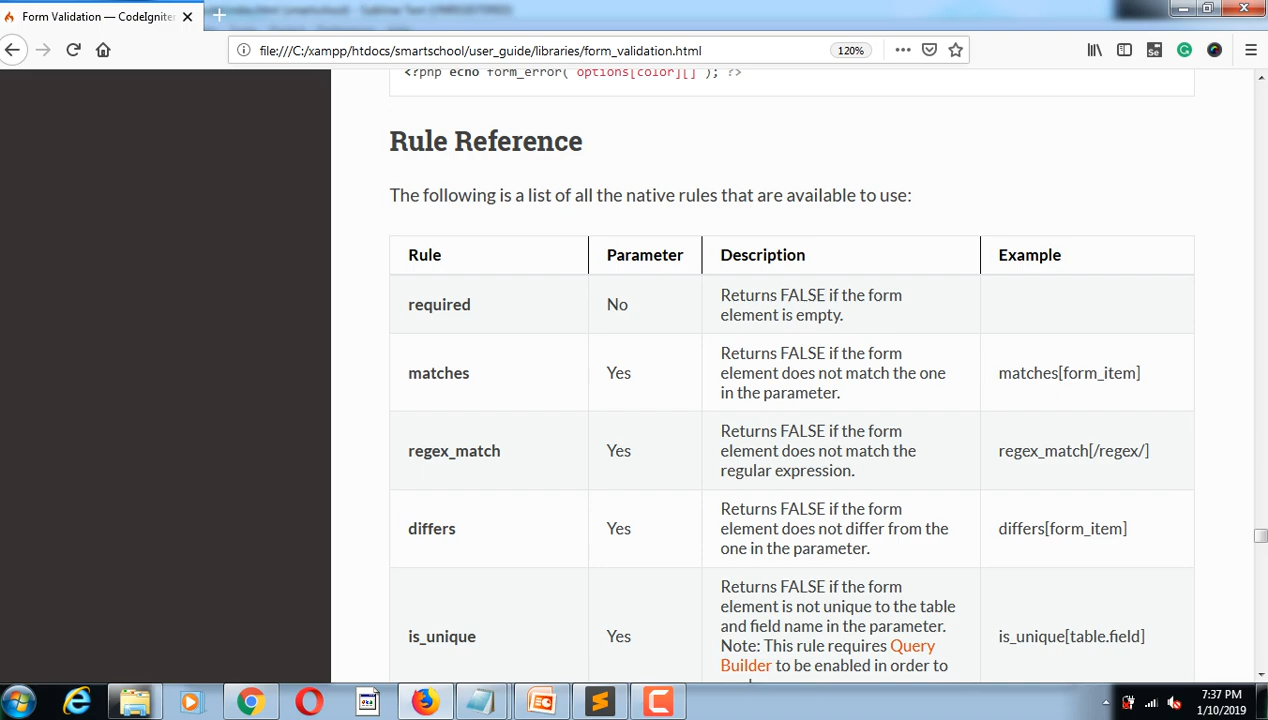 Form Validation — CodeIgniter
file:///C:/xampp/htdocs/smartschool/user_guide/libraries/form_validation.html
120%
<?php echo form_error('options[color][]'); ?>
Rule Reference
The following is a list of all the native rules that are available to use:
Rule Parameter Description Example
required No Returns FALSE if the form
element is empty.
matches Yes Returns FALSE if the form
element does not match the one
in the parameter. matches[form_item]
regex_match Yes Returns FALSE if the form
element does not match the
regular expression. regex_match[/regex/]
differs Yes Returns FALSE if the form
element does not differ from the
one in the parameter. differs[form_item]
is_unique Yes Returns FALSE if the form
element is not unique to the table
and field name in the parameter.
Note: This rule requires Query
Builder to be enabled in order to
is_unique[table.field]
7:37 PM
1/10/2019